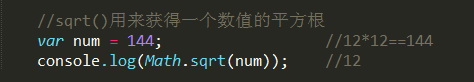 //sqrt()用来获得一个数值的平方根
var num = 144; //12*12==144
console.log(Math.sqrt(num)); //12